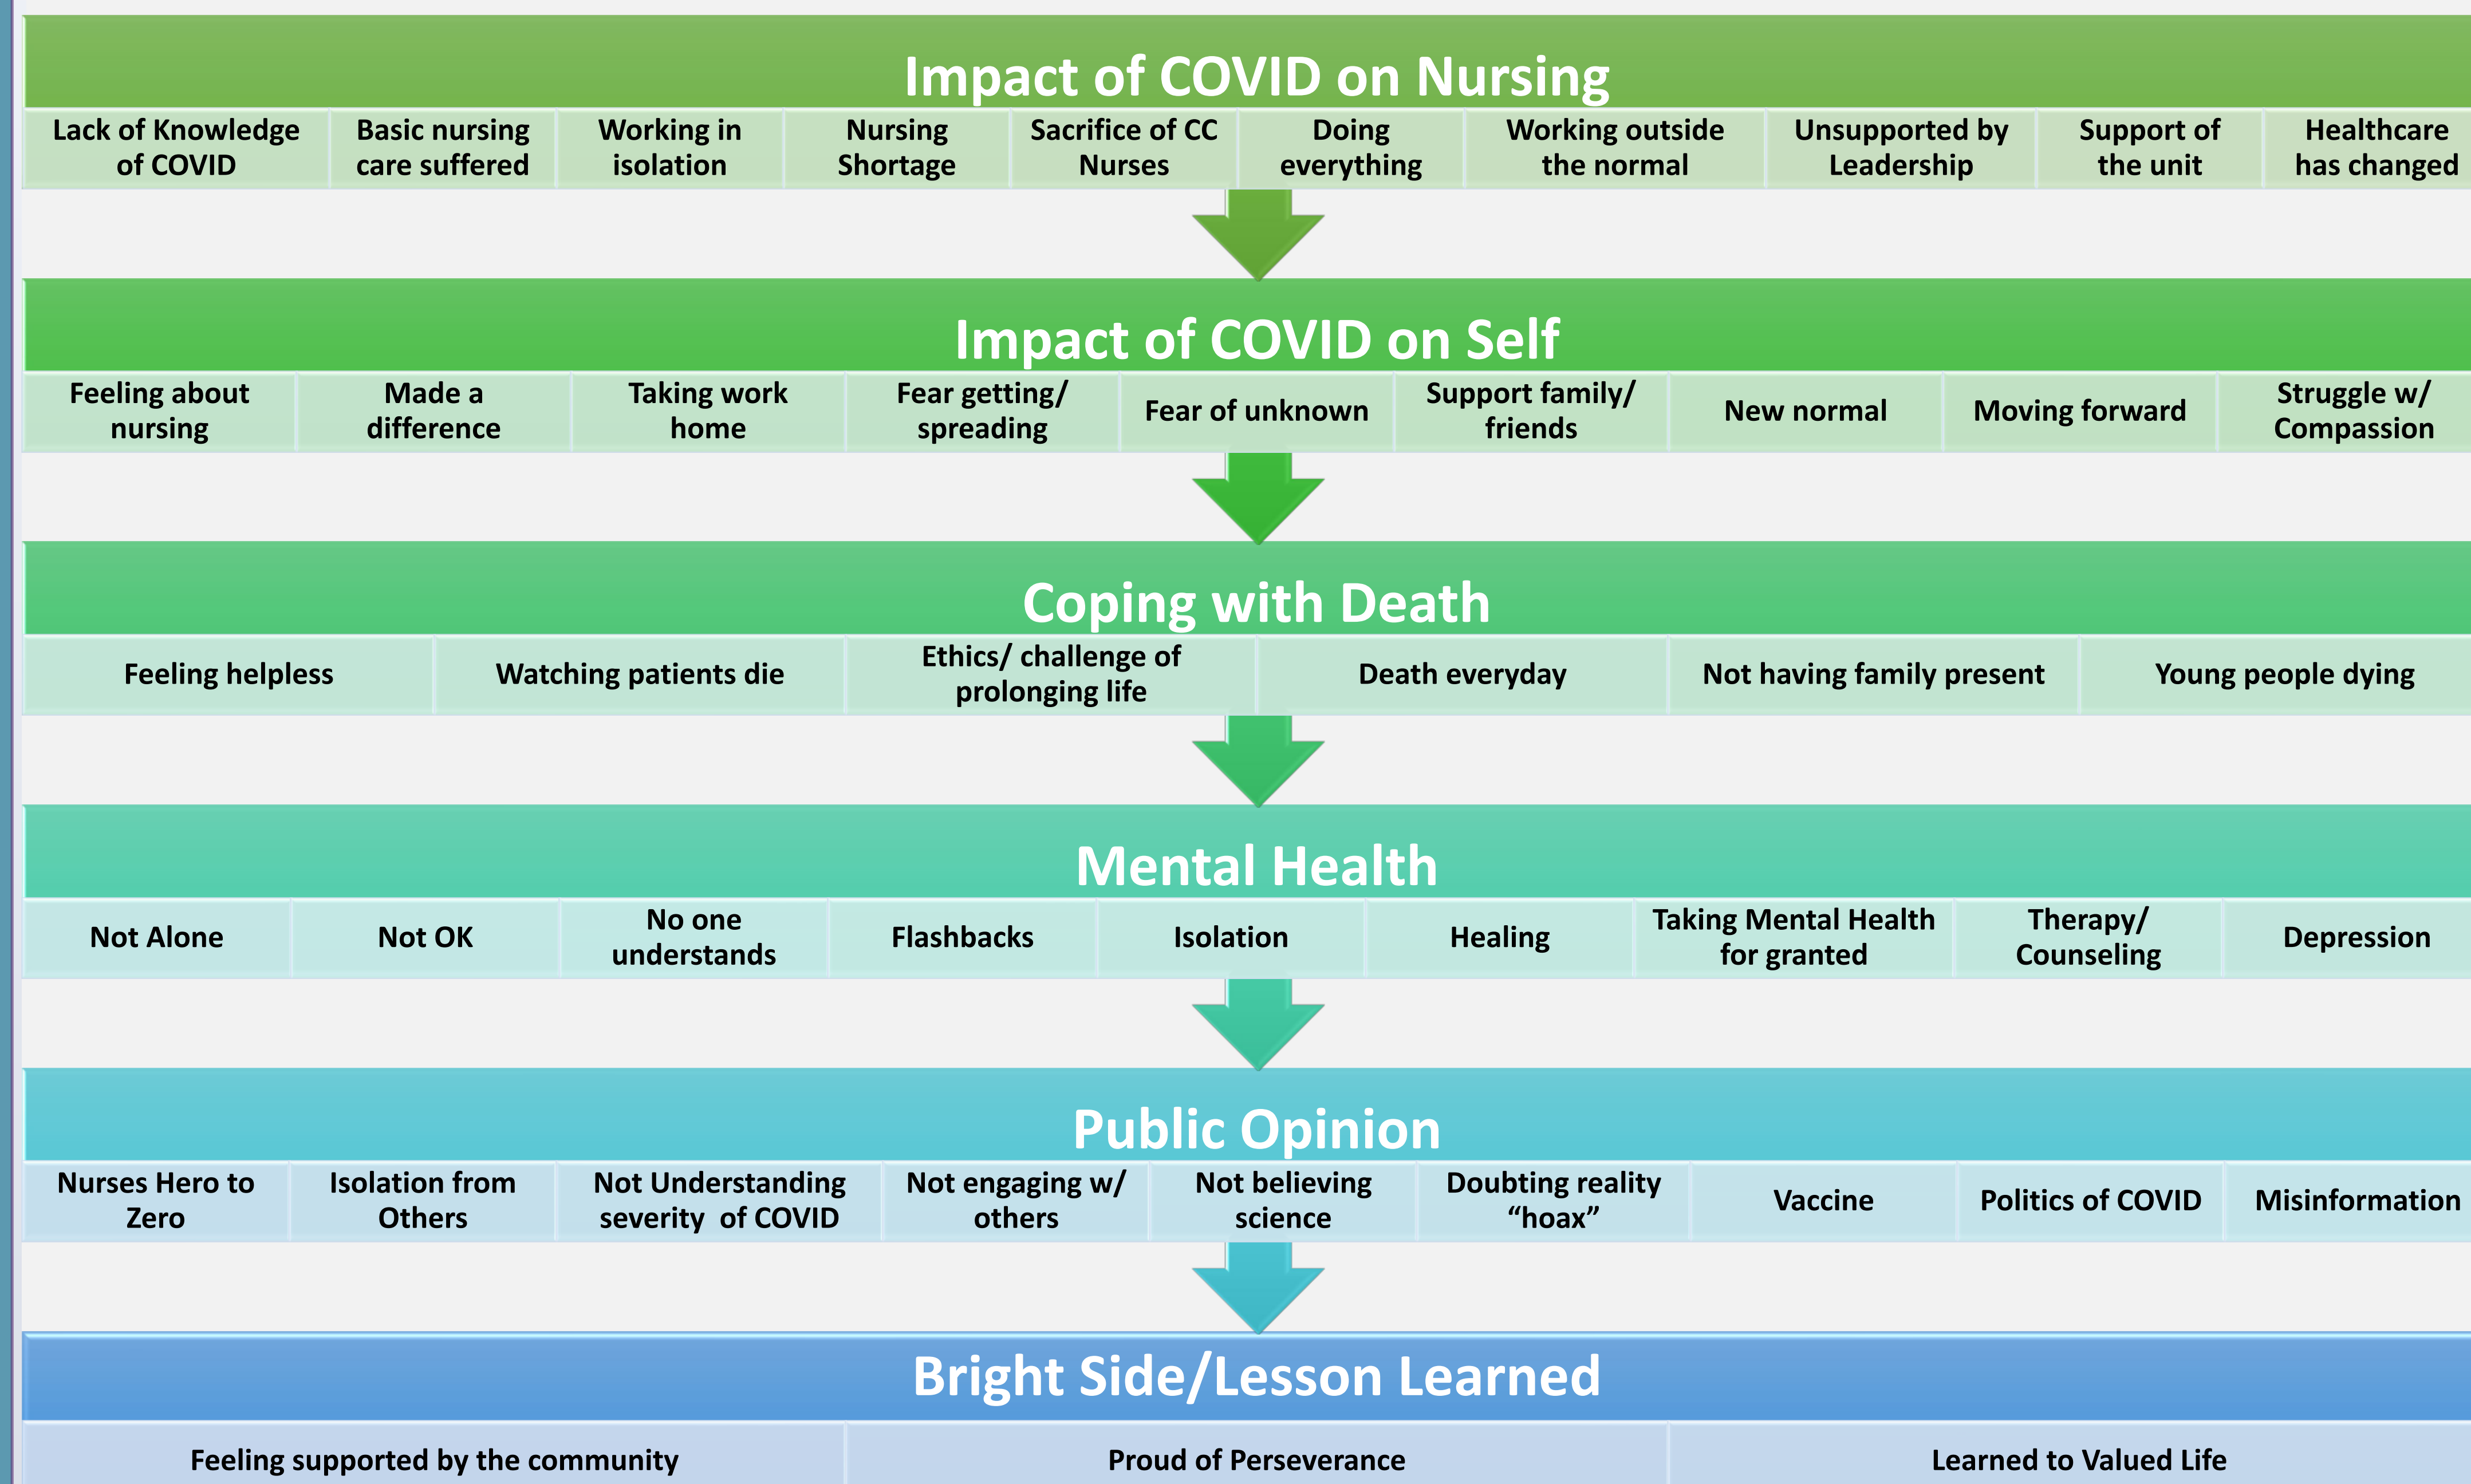 Impact of COVID on Nursing
Lack of Knowledge
of COVID
Basic nursing
care suffered
Working in
isolation
Nursing
Shortage
Sacrifice of CC
Nurses
Doing
everything
Working outside
the normal
Unsupported by
Leadership
Support of
the unit
Healthcare
has changed
Impact of COVID on Self
Feeling about
nursing
Made a
difference
Taking work
home
Fear getting/
spreading
Fear of unknown
Support family/
friends
New normal
Moving forward
Struggle w/
Compassion
Coping with Death
Feeling helpless
Watching patients die
Ethics/ challenge of
prolonging life
Death everyday
Not having family present
Young people dying
Mental Health
Not Alone
Not OK
No one
understands
Flashbacks
Isolation
Healing
Taking Mental Health
for granted
Therapy/
Counseling
Depression
Public Opinion
Nurses Hero to
Zero
Isolation from
Others
Not Understanding
severity  of COVID
Not engaging w/
others
Not believing
science
Doubting reality
“hoax”
Vaccine
Politics of COVID
Misinformation
Bright Side/Lesson Learned
Feeling supported by the community
Proud of Perseverance
Learned to Valued Life